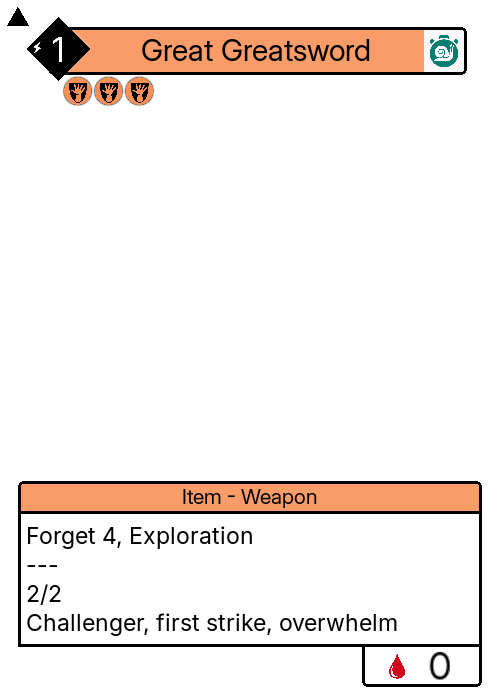 1
Great Greatsword
Item - Weapon
Forget 4, Exploration
---
2/2
Challenger, first strike, overwhelm
0